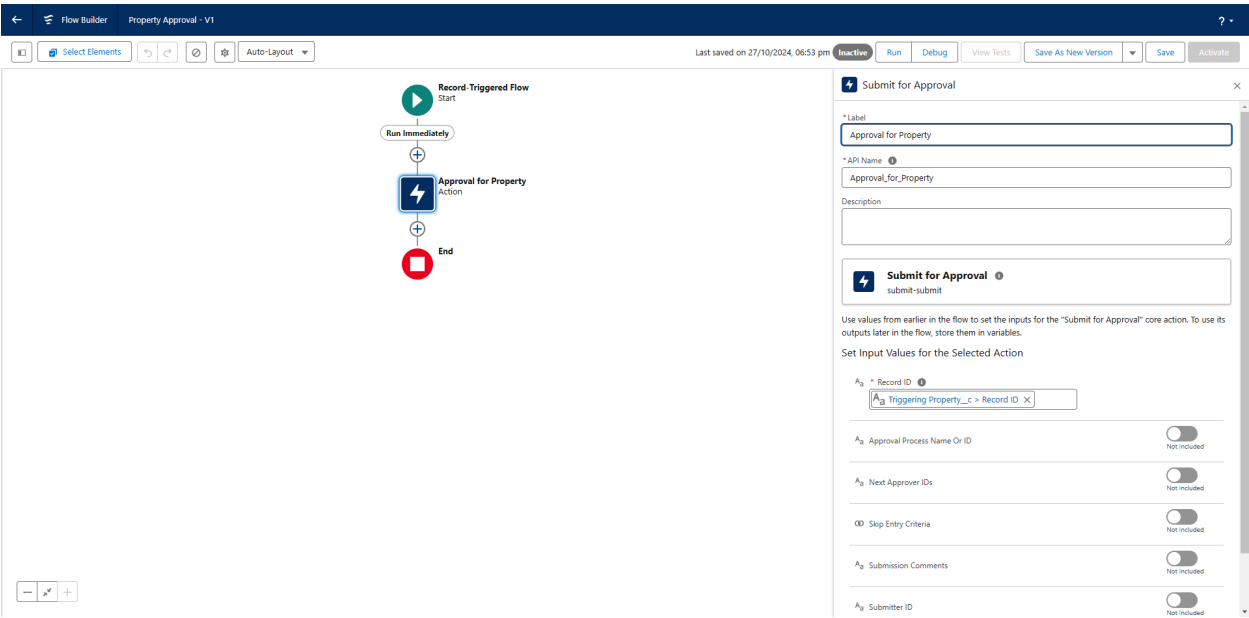 Flow Builder
Property Approval - V1
?
Select Elements
Auto-Layout
Last saved on 27/10/2024, 06:53 pm
Inactive
Run
Debug
View Tests
Save As New Version
Save
Activate
Record-Triggered Flow
Start
Run Immediately
Approval for Property
Action
End
Submit for Approval
* Label
Approval for Property
* API Name
Approval_for_Property
Description
Submit for Approval
submit-submit
Use values from earlier in the flow to set the inputs for the "Submit for Approval" core action. To use its
outputs later in the flow, store them in variables.
Set Input Values for the Selected Action
Aa * Record ID
Aa Triggering Property__c > Record ID
Aa Approval Process Name Or ID
Not Included
Aa Next Approver IDs
Not Included
Skip Entry Criteria
Not Included
Aa Submission Comments
Not Included
Aa Submitter ID
Not Included